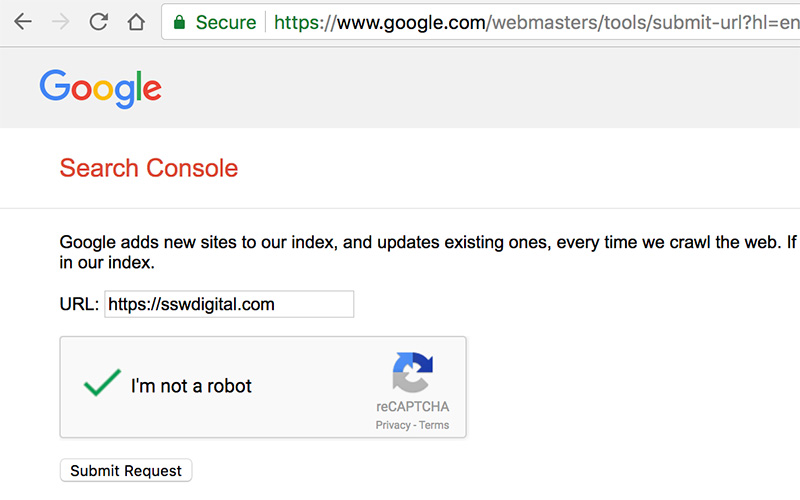 Secure https://www.google.com/webmasters/tools/submit-url?hl=en
Google
Search Console
Google adds new sites to our index, and updates existing ones, every time we crawl the web. If
in our index.
URL: https://sswdigital.com
I'm not a robot
reCAPTCHA
Privacy - Terms
Submit Request